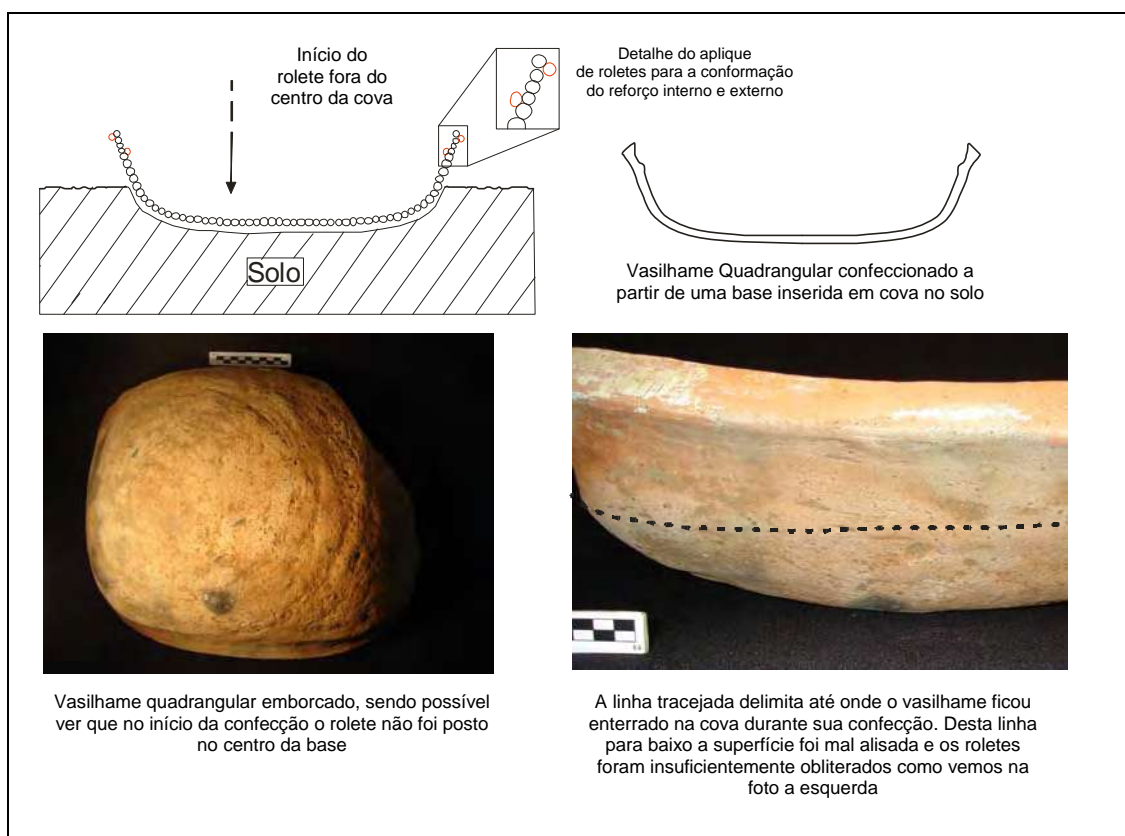 Início do
rolete fora do
centro da cova
Detalhe do aplique
de roletes para a conformação
do reforço interno e externo
Solo
Vasilhame Quadrangular confeccionado a
partir de uma base inserida em cova no solo
Vasilhame quadrangular emborcado, sendo possível
ver que no início da confecção o rolete não foi posto
no centro da base
A linha tracejada delimita até onde o vasilhame ficou
enterrado na cova durante sua confecção. Desta linha
para baixo a superfície foi mal alisada e os roletes
foram insuficientemente obliterados como vemos na
foto a esquerda